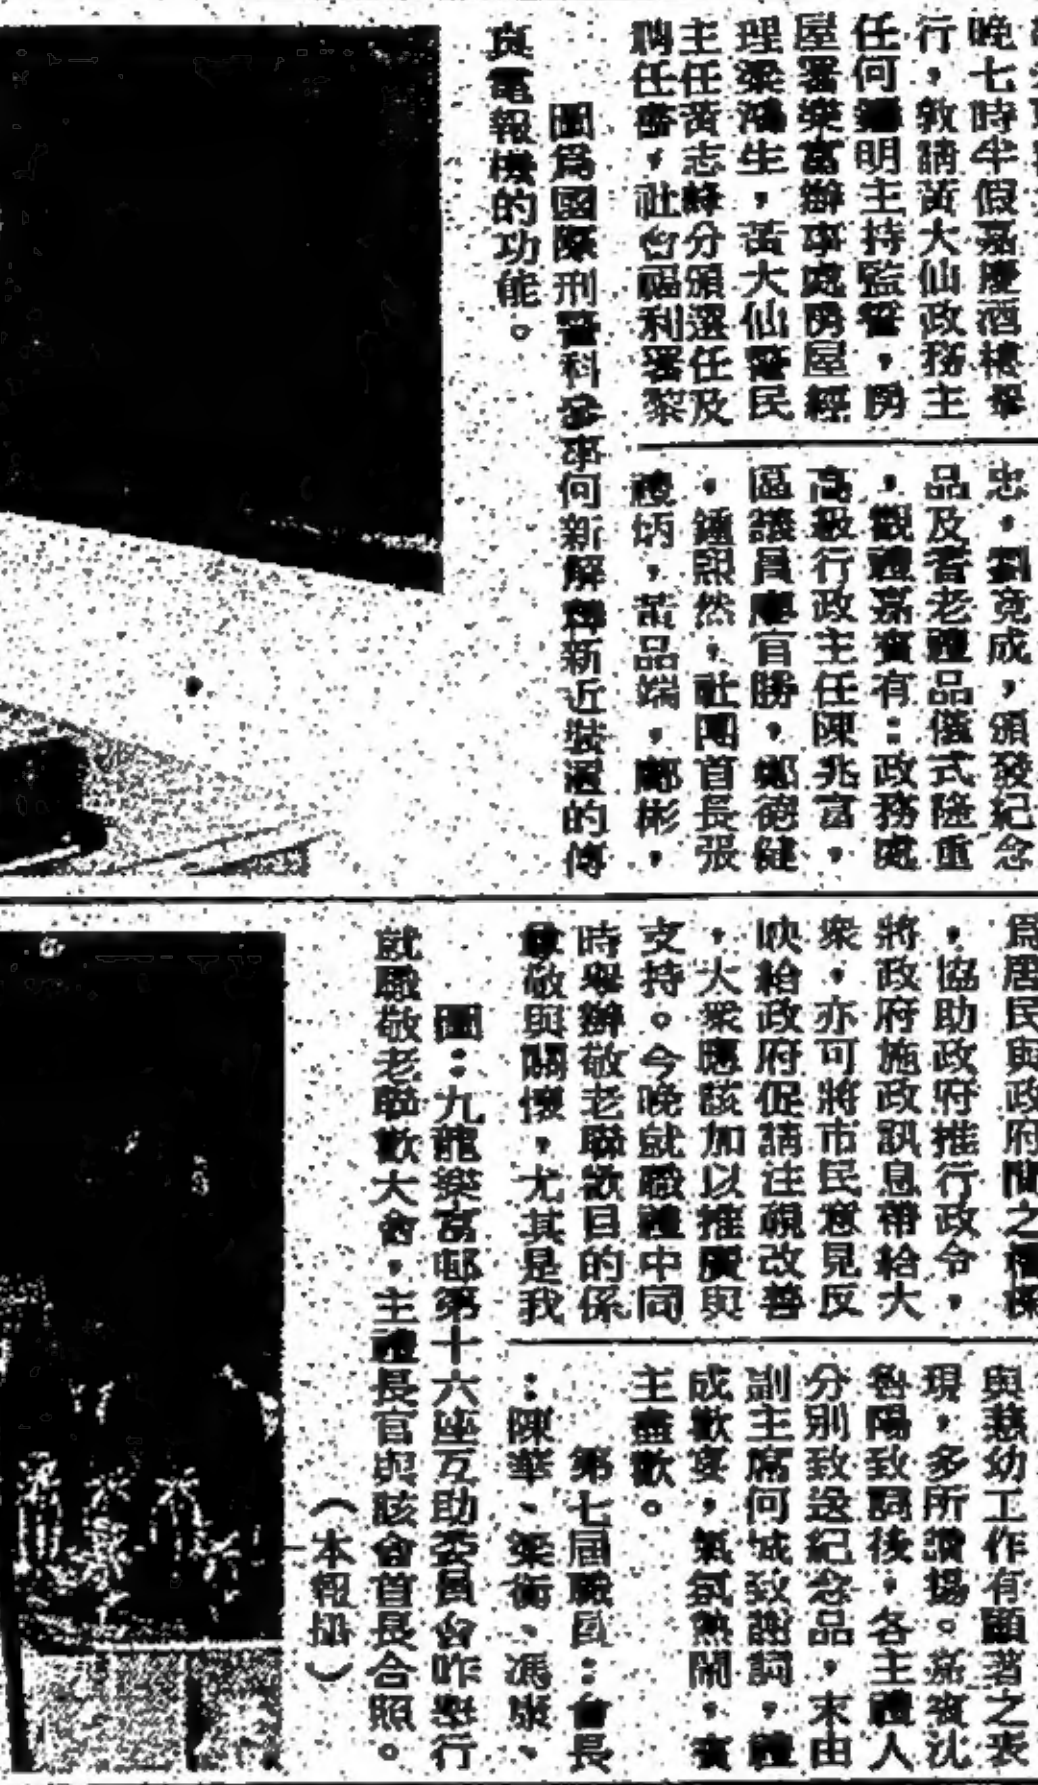 晚七時半假嘉慶酒樓舉
行，敦請黃大仙政務主
任何鑄明主持監誓，房
屋署樂富辦事處房屋經
理梁鴻生，黃大仙警民
主任黃志峰分頒選任及
聘任書，社會福利署黎
圖爲國際刑警科參事何新解釋新近裝置的傳
真電報機的功能。
忠，劉竞成，頒發紀念
品及耆老禮品儀式隆重
，觀禮嘉賓有：政務處
高級行政主任陳兆富，
區議員 官勝，鄭德健
，鍾照然，社團首長張
禮炳，黃品端，鄺彬，
爲居民與政府間之橋樑
，協助政府推行政令，
將政府施政訊息帶給大
衆，亦可將市民意見反
映給政府促請注視改善
，大衆應該加以推廣與
支持。今晚就職禮中同
時舉辦敬老聯歡目的係
尊敬與關懷，尤其是我
圖：九龍樂富邨第十六座互助委員會昨舉行
就職敬老聯歡大會，主禮長官與該會首長合照。
（本報攝）
與慈幼工作有顯著之表
現，多所讚揚。嘉賓沈
陽致詞後，各主禮人
分別致送紀念品，末由
副主席何城致謝詞，禮
成歡宴，氣氛熱鬧，賓
主盡歡。
第七屆職員：會長
：陳華、梁衡、馮康、